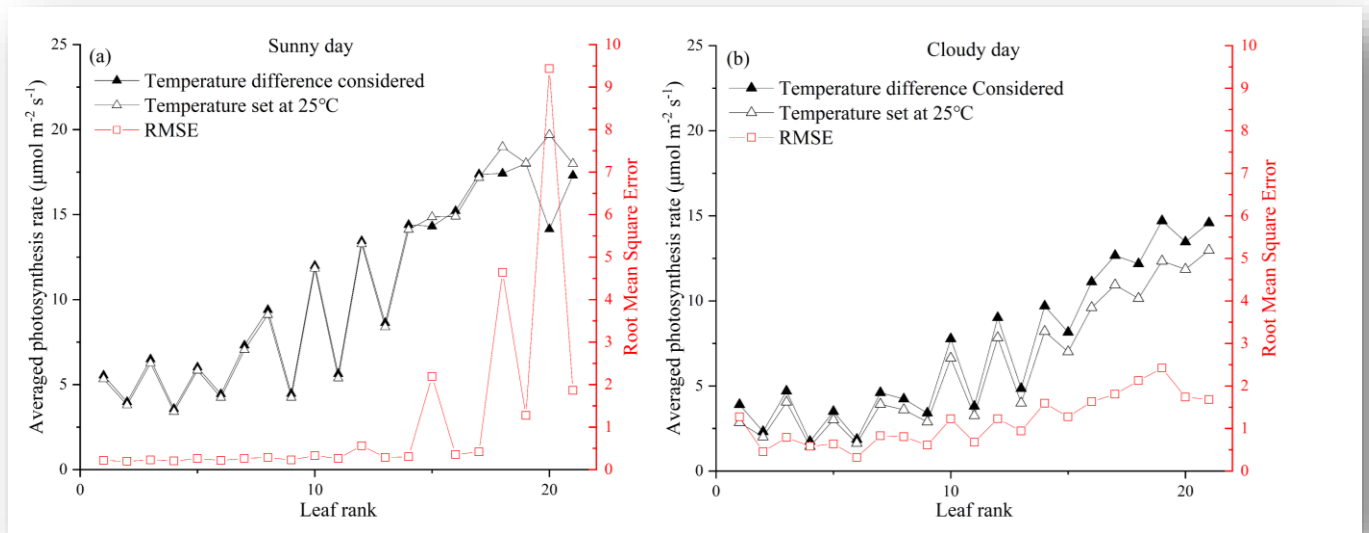 (a)
Sunny day
Temperature difference considered
Temperature set at 25℃
RMSE
Averaged photosynthesis rate (μmol m⁻² s⁻¹)
25
20
15
10
5
0
Root Mean Square Error
10
9
8
7
6
5
4
3
2
1
0
0
10
20
Leaf rank
(b)
Cloudy day
Temperature difference Considered
Temperature set at 25℃
RMSE
Averaged photosynthesis rate (μmol m⁻² s⁻¹)
25
20
15
10
5
0
Root Mean Square Error
10
9
8
7
6
5
4
3
2
1
0
0
10
20
Leaf rank